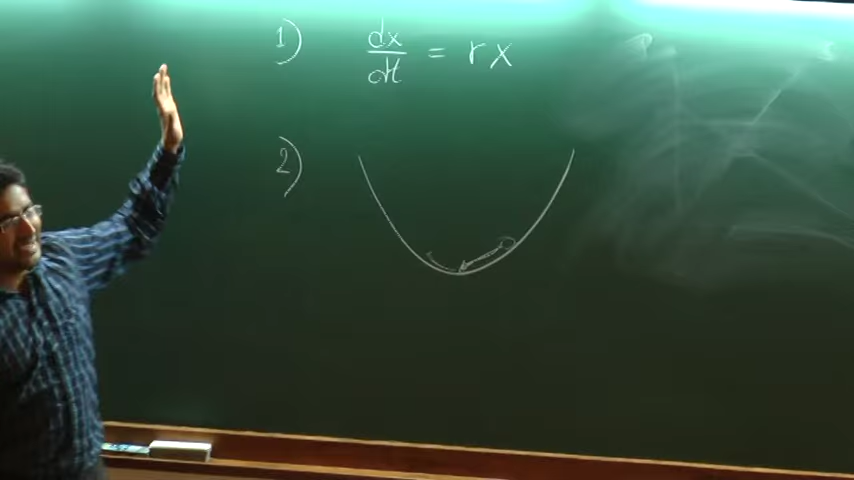 1) dx/dt = rx
2)